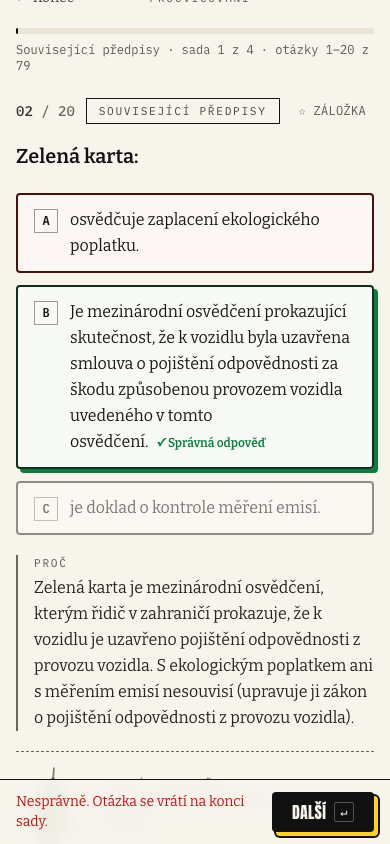 Související předpisy · sada 1 z 4 · otázky 1–20 z
79
02 / 20 SOUVISEJÍCÍ PŘEDPISY ☆ ZÁLOŽKA
Zelená karta:
A osvědčuje zaplacení ekologického
poplatku.
B Je mezinárodní osvědčení prokazující
skutečnost, že k vozidlu byla uzavřena
smlouva o pojištění odpovědnosti za
škodu způsobenou provozem vozidla
uvedeného v tomto
osvědčení. ✓Správná odpověď
C je doklad o kontrole měření emisí.
PROČ
Zelená karta je mezinárodní osvědčení,
kterým řidič v zahraničí prokazuje, že k
vozidlu je uzavřeno pojištění odpovědnosti z
provozu vozidla. S ekologickým poplatkem ani
s měřením emisí nesouvisí (upravuje ji zákon
o pojištění odpovědnosti z provozu vozidla).
Nesprávně. Otázka se vrátí na konci
sady.
DALŠÍ ↵